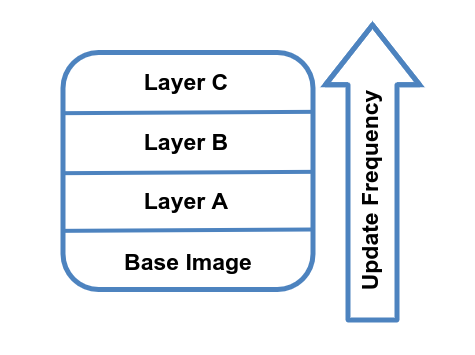 Layer C
Layer B
Layer A
Base Image
Update Frequency